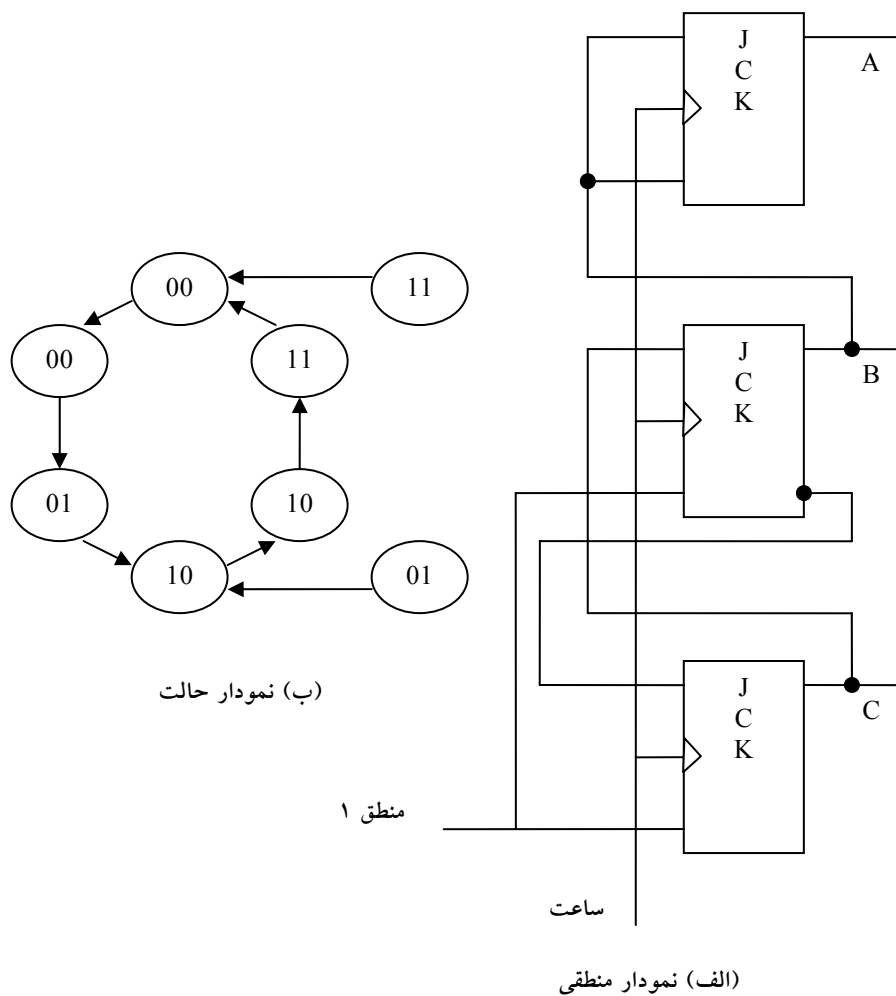 J
C
K
A
00
11
00
11
J
C
K
B
01
10
10
01
(ب) نمودار حالت
J
C
K
C
منطق ۱
ساعت
(الف) نمودار منطقی